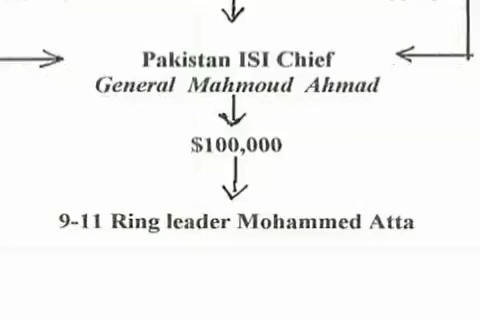 Pakistan ISI Chief
General Mahmoud Ahmad
$100,000
9-11 Ring leader Mohammed Atta